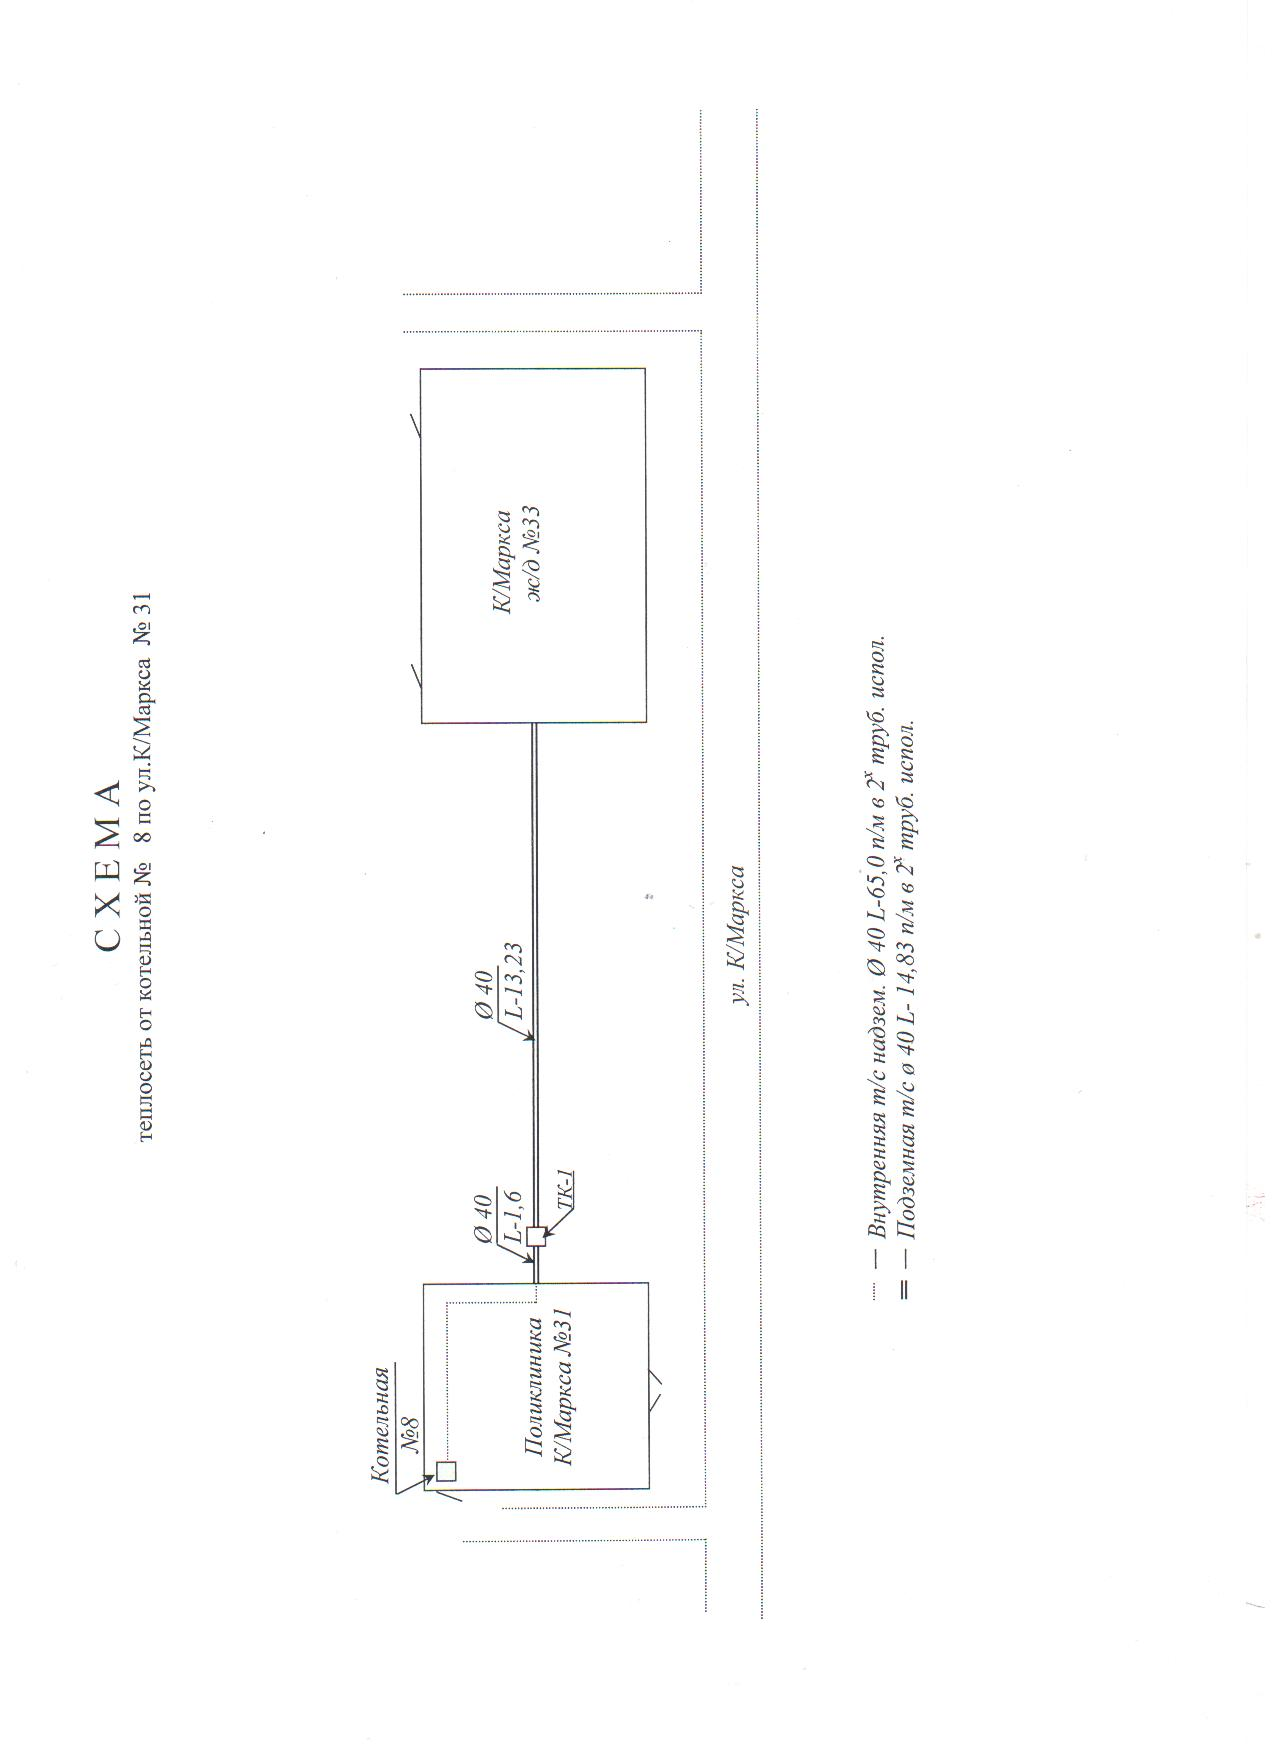 СХЕМА
теплосеть от котельной № 8 по ул.К/Маркса № 31
Котельная
№8
Поликлиника
К/Маркса №31
Ø 40
L-1,6
ТК-1
Ø 40
L-13,23
К/Маркса
ж/д №33
ул. К/Маркса
— Внутренняя т/с надзем. Ø 40 L-65,0 п/м в 2х труб. испол.
— Подземная т/с ø 40 L- 14,83 п/м в 2х труб. испол.